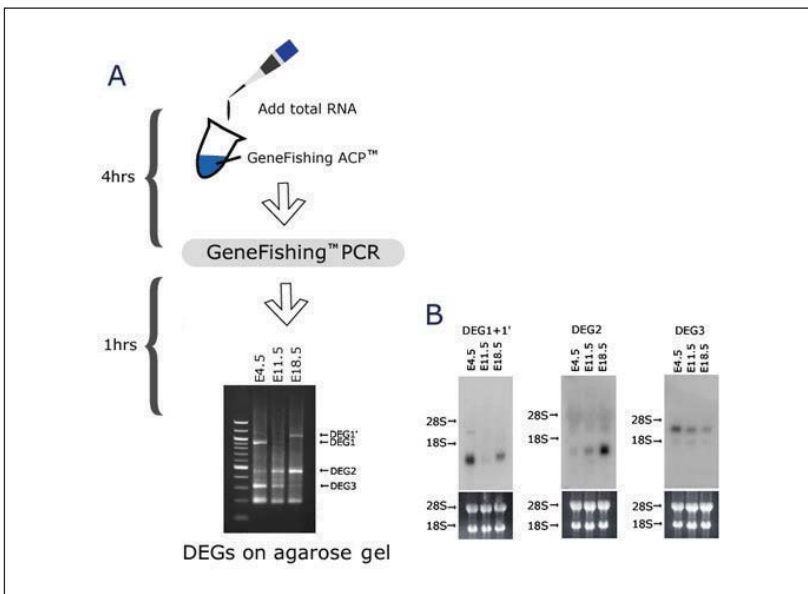 A
Add total RNA
GeneFishing ACP™
4hrs
GeneFishing™ PCR
1hrs
E4.5
E11.5
E18.5
DEG1'
DEG1
DEG2
DEG3
DEGs on agarose gel
B
DEG1+1'
E4.5
E11.5
E18.5
28S→
18S→
28S→
18S→
DEG2
E4.5
E11.5
E18.5
28S→
18S→
28S→
18S→
DEG3
E4.5
E11.5
E18.5
28S→
18S→
28S→
18S→